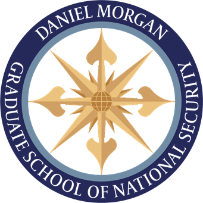 DANIEL MORGAN
GRADUATE SCHOOL OF NATIONAL SECURITY